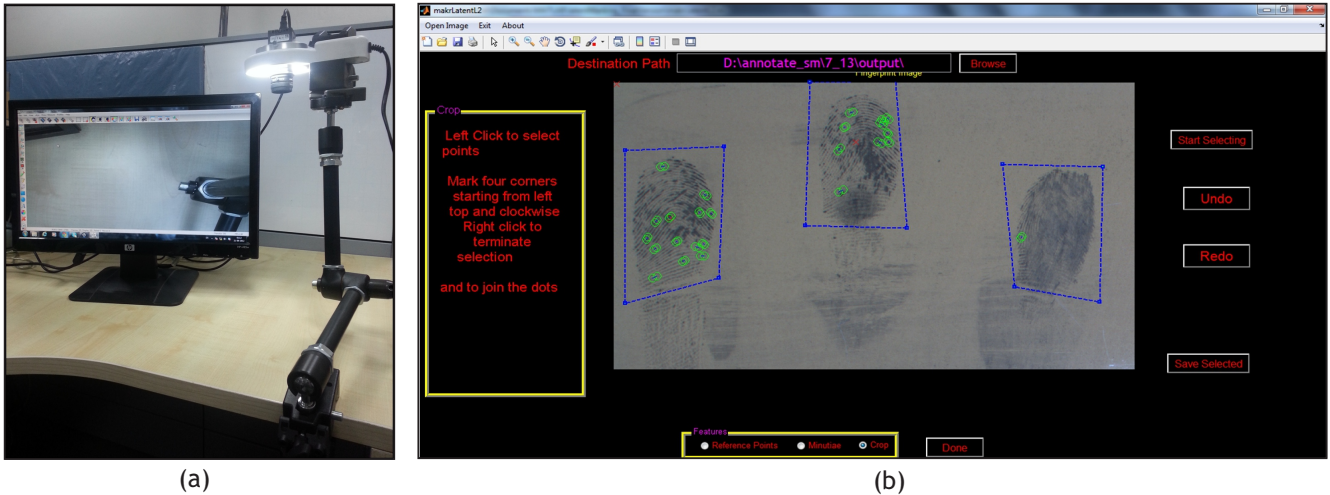 makrLatentL2
Open Image Exit About
Destination Path D:\annotate_sm\7_13\output\ Browse
Fingerprint Image
Crop
Left Click to select
points
Mark four corners
starting from left
top and clockwise
Right click to
terminate
selection
and to join the dots
Start Selecting
Undo
Redo
Save Selected
Features
Reference Points Minutiae Crop
Done
(a)
(b)